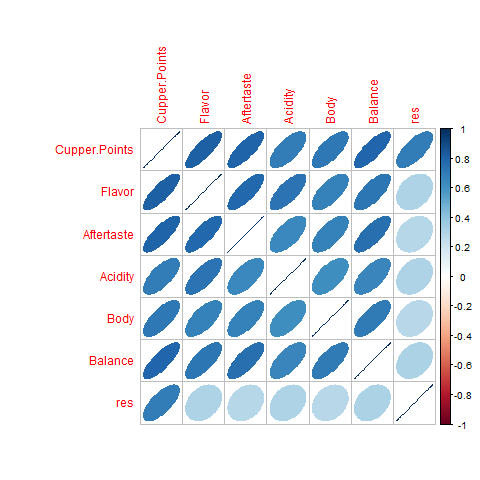 Cupper.Points
Flavor
Aftertaste
Acidity
Body
Balance
res
Cupper.Points
Flavor
Aftertaste
Acidity
Body
Balance
res
1
0.8
0.6
0.4
0.2
0
-0.2
-0.4
-0.6
-0.8
-1